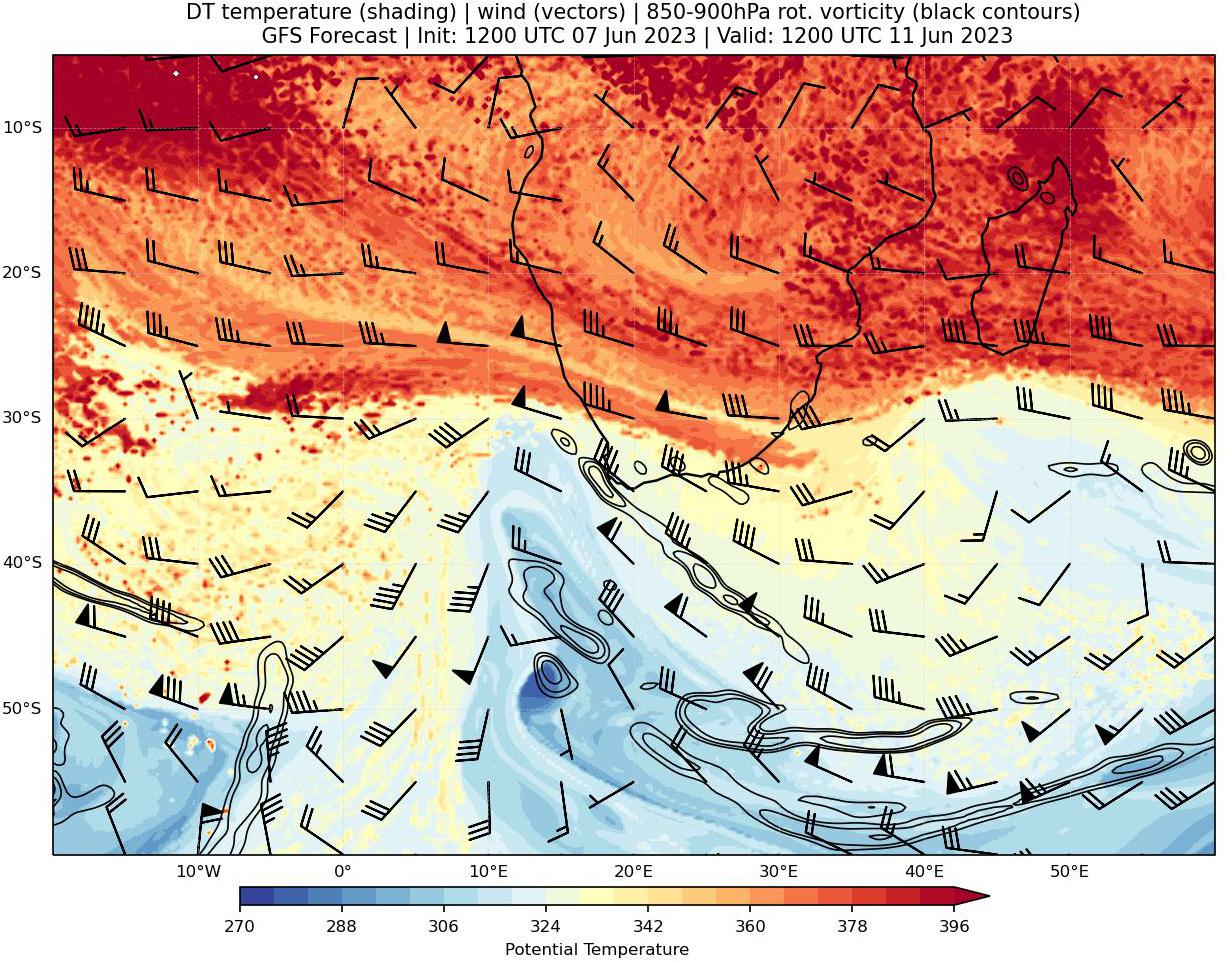 DT temperature (shading) | wind (vectors) | 850-900hPa rot. vorticity (black contours)
GFS Forecast | Init: 1200 UTC 07 Jun 2023 | Valid: 1200 UTC 11 Jun 2023
10°S
20°S
30°S
40°S
50°S
10°W 0° 10°E 20°E 30°E 40°E 50°E
270 288 306 324 342 360 378 396
Potential Temperature